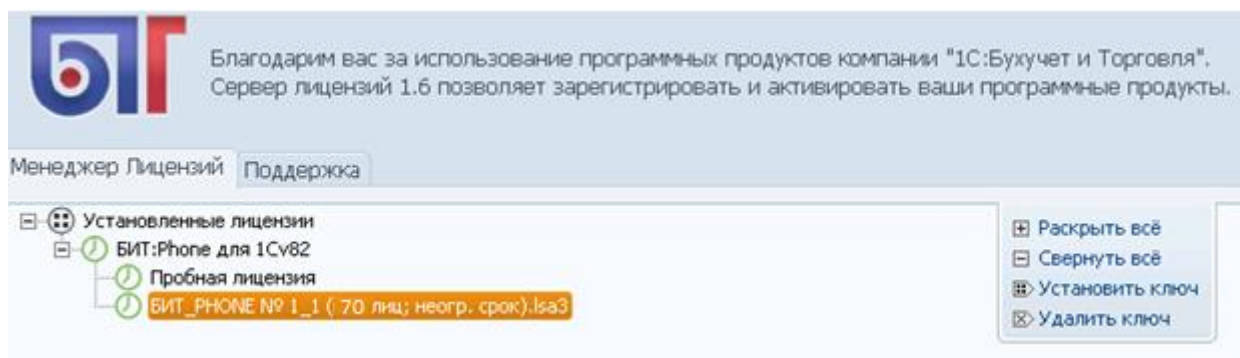 БИТ
Благодарим вас за использование программных продуктов компании "1С:Бухучет и Торговля".
Сервер лицензий 1.6 позволяет зарегистрировать и активировать ваши программные продукты.
Менеджер Лицензий
Поддержка
Установленные лицензии
БИТ:Phone для 1Сv82
Пробная лицензия
БИТ_PHONE № 1_1 ( 70 лиц; неогр. срок).lsa3
Раскрыть всё
Свернуть всё
Установить ключ
Удалить ключ